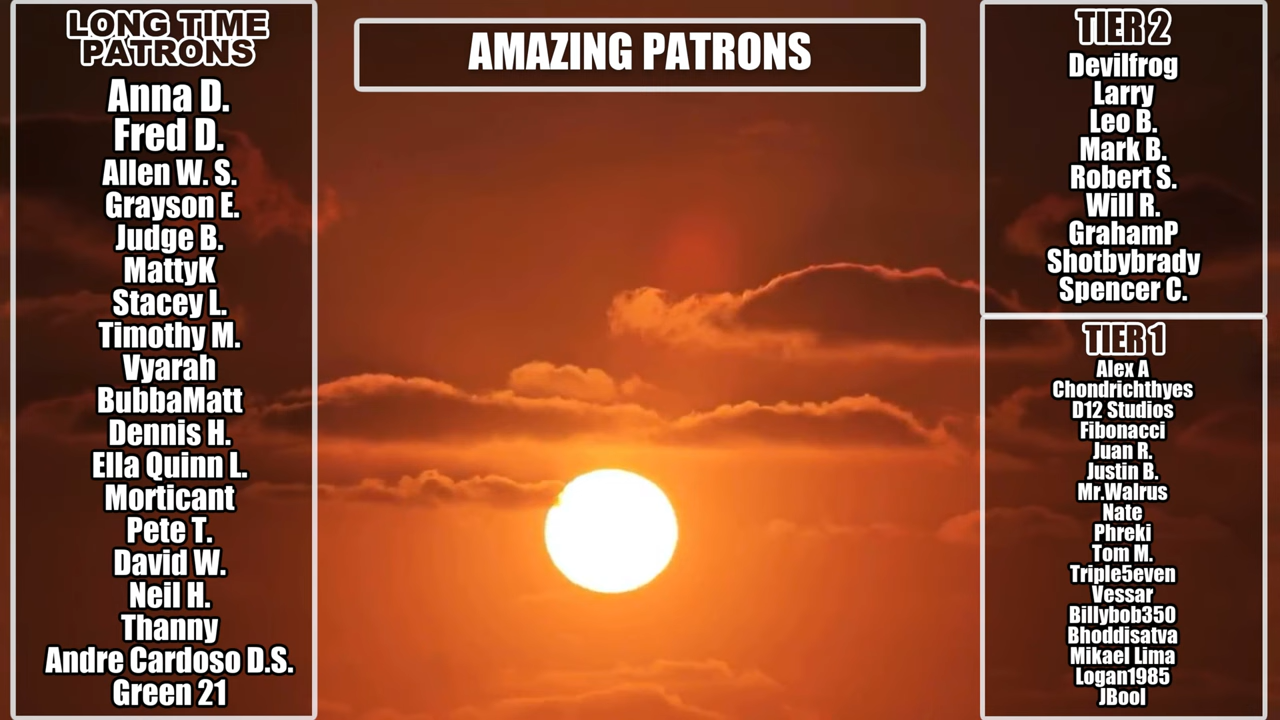 LONG TIME
PATRONS
Anna D.
Fred D.
Allen W. S.
Grayson E.
Judge B.
MattyK
Stacey L.
Timothy M.
Vyarah
BubbaMatt
Dennis H.
Ella Quinn L.
Morticant
Pete T.
David W.
Neil H.
Thanny
Andre Cardoso D.S.
Green 21
AMAZING PATRONS
TIER 2
Devilfrog
Larry
Leo B.
Mark B.
Robert S.
Will R.
GrahamP
Shotbybrady
Spencer C.
TIER 1
Alex A
Chondrichthyes
D12 Studios
Fibonacci
Juan R.
Justin B.
Mr.Walrus
Nate
Phreki
Tom M.
Triple5even
Vessar
Billybob350
Bhoddisatva
Mikael Lima
Logan1985
JBool